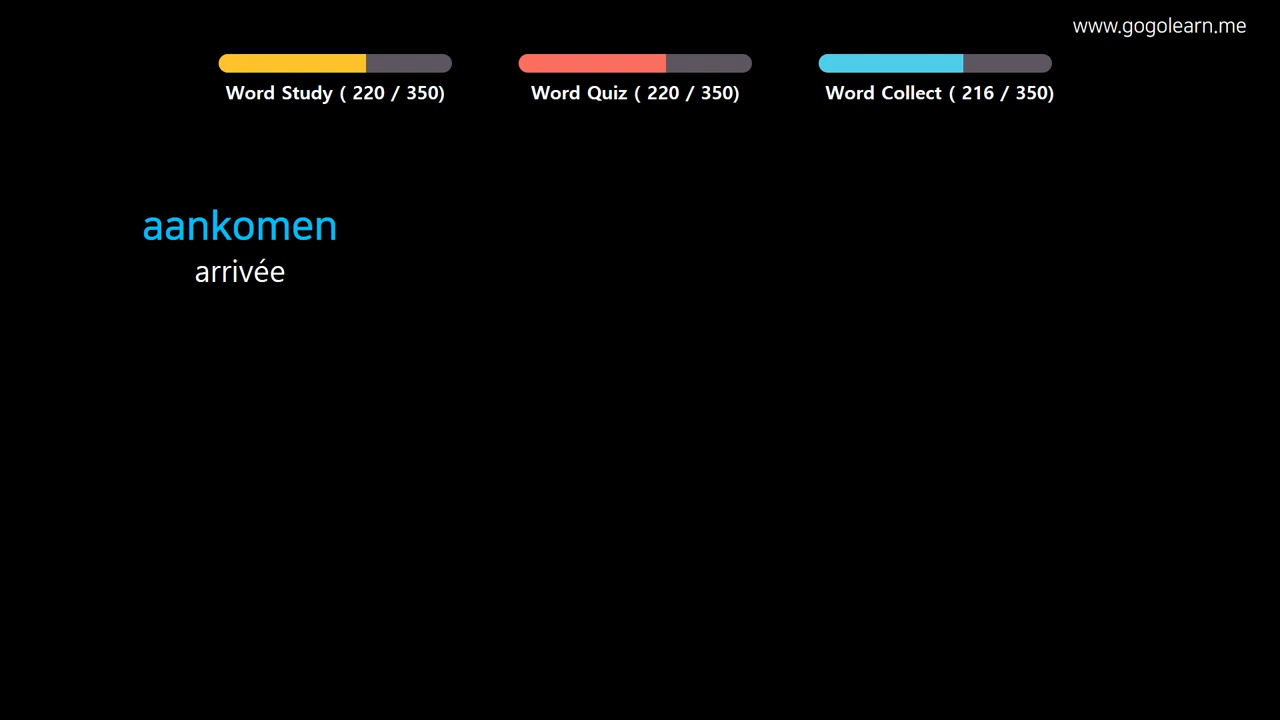 www.gogolearn.me
Word Study ( 220 / 350)
Word Quiz ( 220 / 350)
Word Collect ( 216 / 350)
aankomen
arrivée